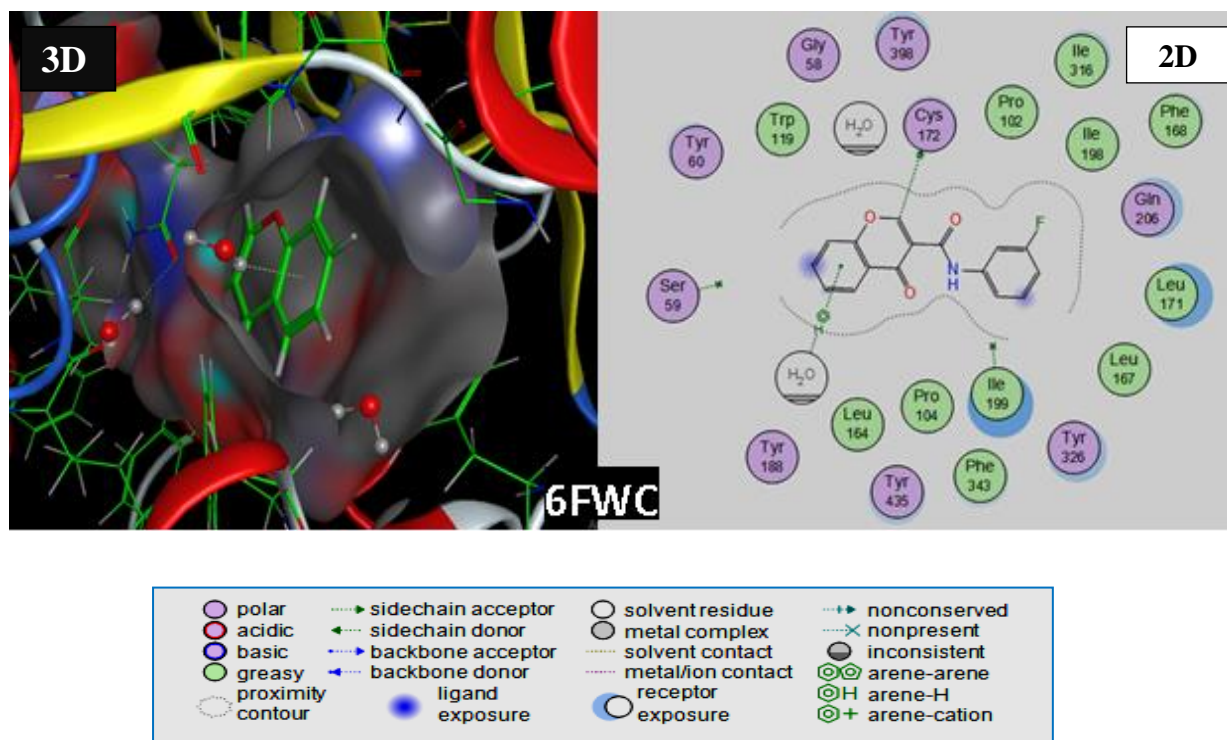 3D
6FWC
2D
Gly
58
Tyr
398
Ile
316
Tyr
60
Trp
119
H₂O
Cys
172
Pro
102
Ile
198
Phe
168
Gln
206
O
O
F
N
H
O
Ser
59
Leu
171
H
H₂O
Leu
164
Pro
104
Ile
199
Leu
167
Tyr
188
Tyr
435
Phe
343
Tyr
326
polar
acidic
basic
greasy
proximity
contour
sidechain acceptor
sidechain donor
backbone acceptor
backbone donor
ligand
exposure
solvent residue
metal complex
solvent contact
metal/ion contact
receptor
exposure
nonconserved
nonpresent
inconsistent
arene-arene
H arene-H
+ arene-cation